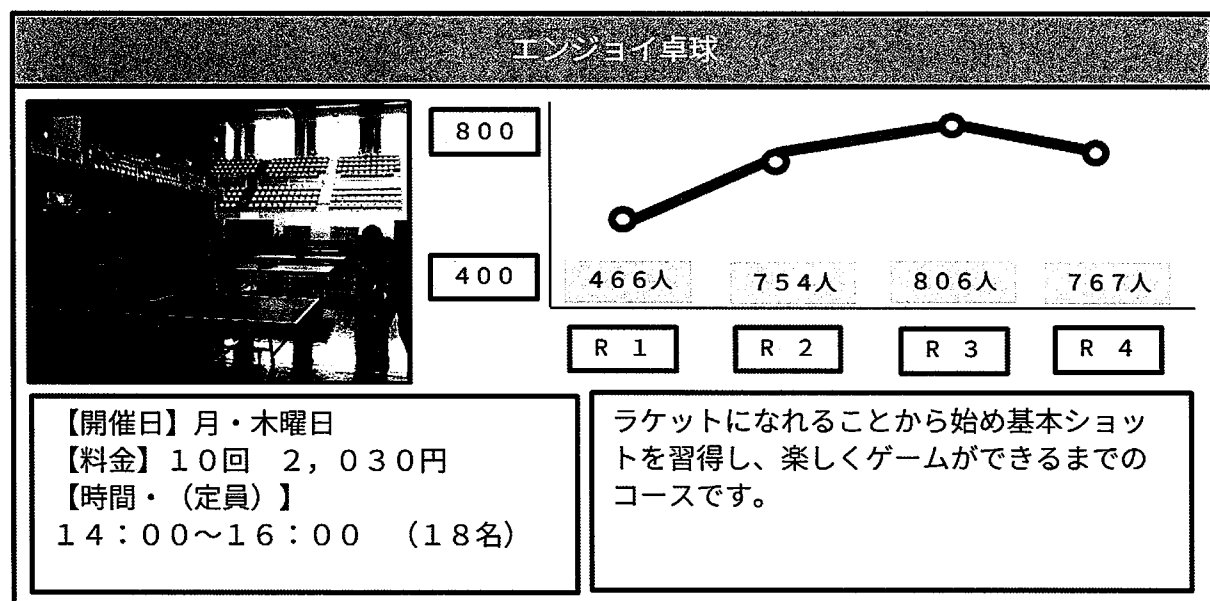 エンジョイ卓球
８００
４００
４６６人
７５４人
８０６人
７６７人
Ｒ １
Ｒ ２
Ｒ ３
Ｒ ４
【開催日】月・木曜日
【料金】１０回　２，０３０円
【時間・（定員）】
１４：００～１６：００　（１８名）
ラケットになれることから始め基本ショッ
トを習得し、楽しくゲームができるまでの
コースです。